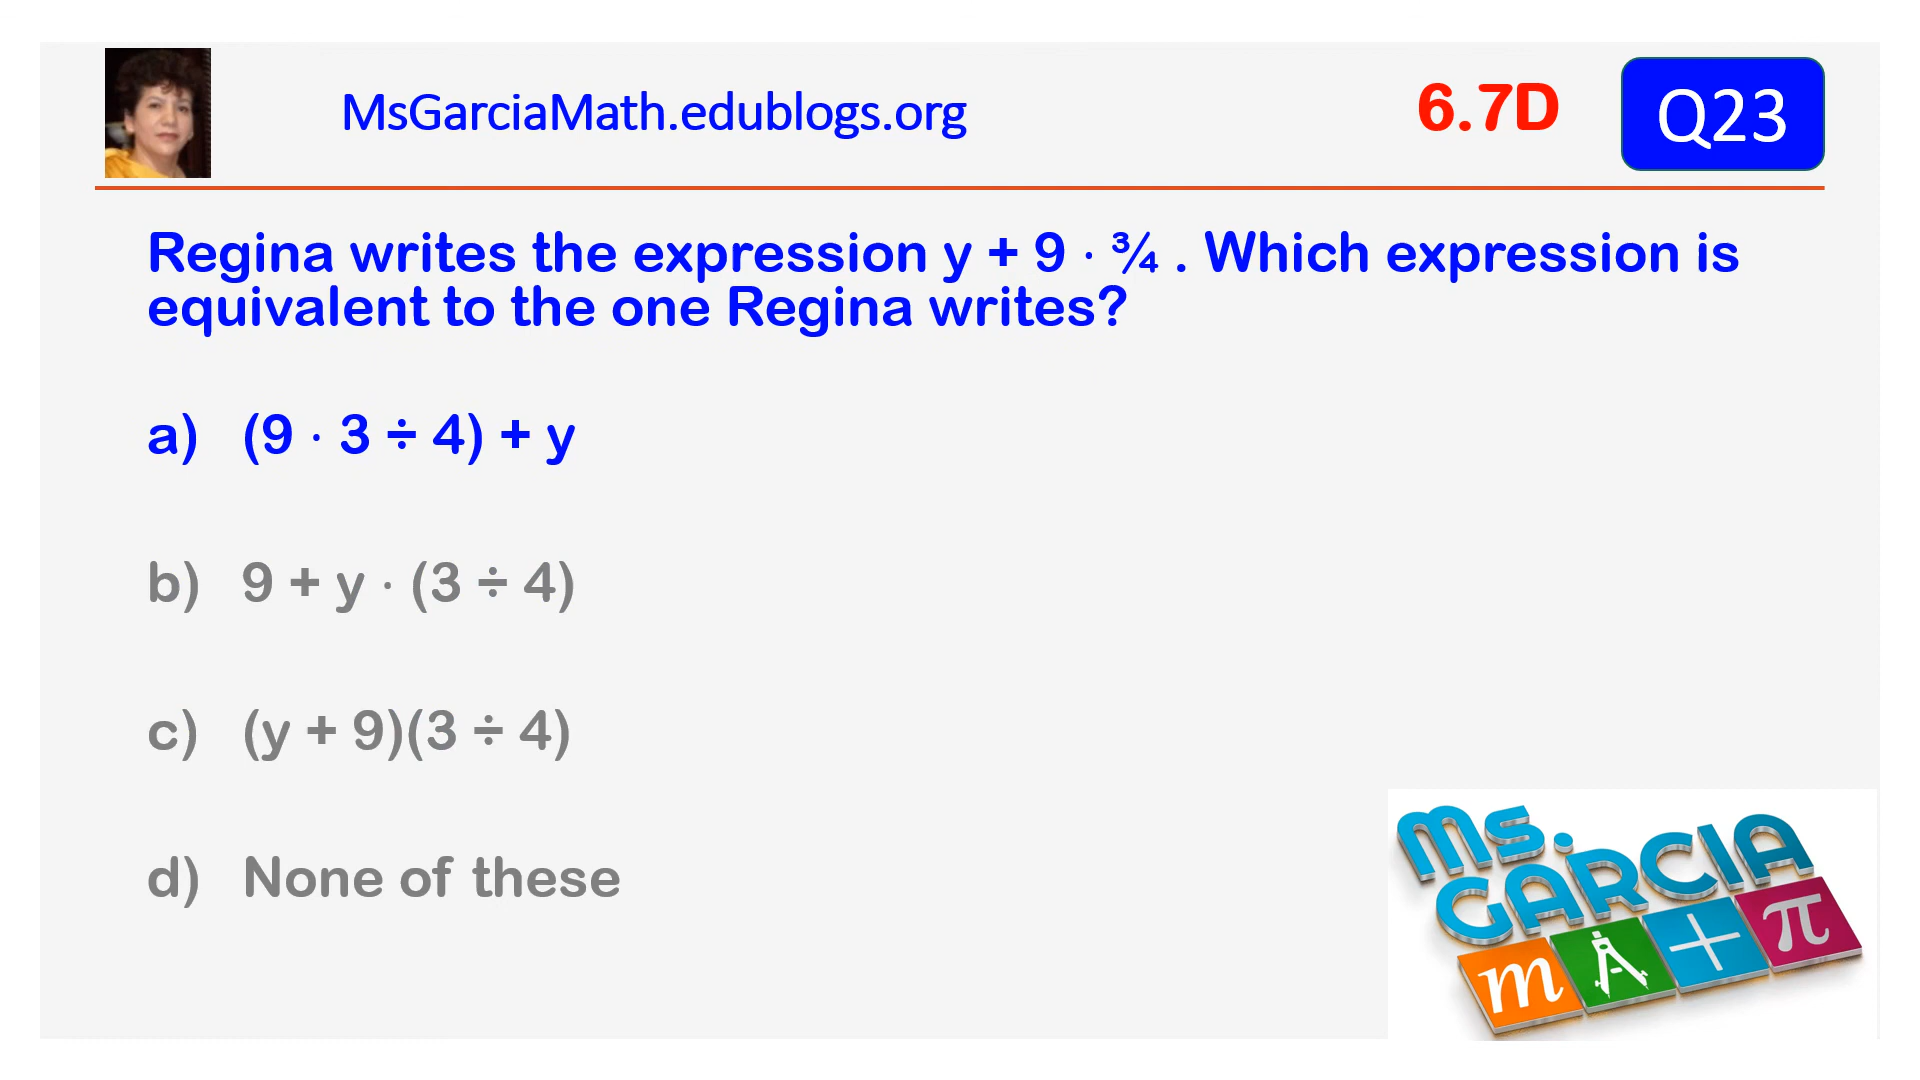 MsGarciaMath.edublogs.org
6.7D
Q23
Regina writes the expression y + 9 · ¾ . Which expression is
equivalent to the one Regina writes?
a) (9 · 3 ÷ 4) + y
b) 9 + y · (3 ÷ 4)
c) (y + 9)(3 ÷ 4)
d) None of these
Ms.
GARCIA
m A + π